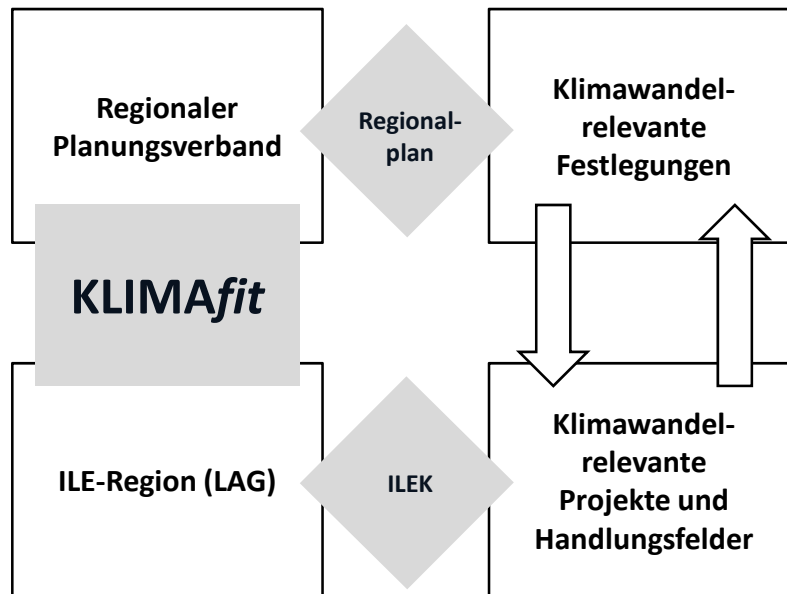 Regionaler
Planungsverband
Regional-
plan
Klimawandel-
relevante
Festlegungen
KLIMAfit
ILE-Region (LAG)
ILEK
Klimawandel-
relevante
Projekte und
Handlungsfelder